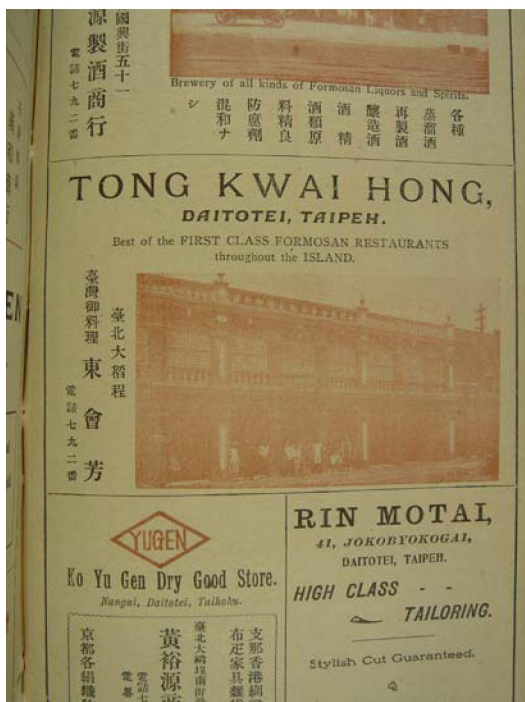 國興街五十一
源製酒商行
電話七九二番
Brewery of all kinds of Formosan Liquors and Spirits.
各種
蒸溜酒
再製酒
釀造酒
酒精
酒類原
料精良
防腐劑
混和ナ
シ
TONG KWAI HONG,
DAITOTEI, TAIPEH.
Best of the FIRST CLASS FORMOSAN RESTAURANTS
throughout the ISLAND.
臺北大稻埕
臺灣御料理 東會芳
電話七九二番
YUGEN
Ko Yu Gen Dry Good Store.
Nangai, Daitotei, Taihoku.
支那香港綢
布疋家具雜
臺北大稻埕南街
黃裕源
電話
京都各絹織
RIN MOTAI,
41, JOKOBYOKOGAI,
DAITOTEI, TAIPEH.
HIGH CLASS - -
TAILORING.
Stylish Cut Guaranteed.